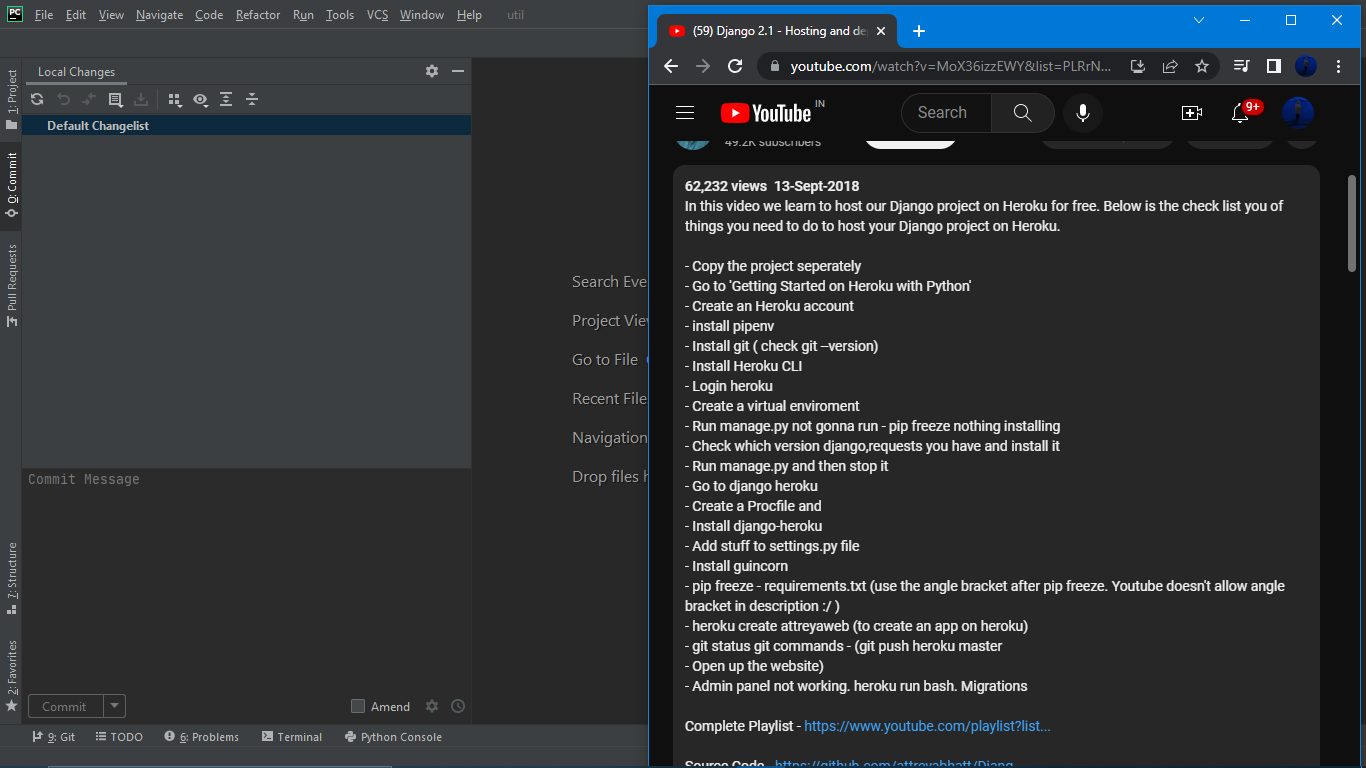 PC File Edit View Navigate Code Refactor Run Tools VCS Window Help util
1: Project
0: Commit
Pull Requests
7: Structure
2: Favorites
Local Changes
Default Changelist
Commit Message
Commit
Amend
9: Git TODO 6: Problems Terminal Python Console
Search Eve
Project Vie
Go to File
Recent File
Navigation
Drop files h
(59) Django 2.1 - Hosting and de
youtube.com/watch?v=MoX36izzEWY&list=PLRrN...
YouTube IN
Search
9+
49.2K subscribers
62,232 views 13-Sept-2018
In this video we learn to host our Django project on Heroku for free. Below is the check list you of
things you need to do to host your Django project on Heroku.
- Copy the project seperately
- Go to 'Getting Started on Heroku with Python'
- Create an Heroku account
- install pipenv
- Install git ( check git –version)
- Install Heroku CLI
- Login heroku
- Create a virtual enviroment
- Run manage.py not gonna run - pip freeze nothing installing
- Check which version django,requests you have and install it
- Run manage.py and then stop it
- Go to django heroku
- Create a Procfile and
- Install django-heroku
- Add stuff to settings.py file
- Install guincorn
- pip freeze - requirements.txt (use the angle bracket after pip freeze. Youtube doesn't allow angle
bracket in description :/ )
- heroku create attreyaweb (to create an app on heroku)
- git status git commands - (git push heroku master
- Open up the website)
- Admin panel not working. heroku run bash. Migrations
Complete Playlist - https://www.youtube.com/playlist?list...
Source Code - https://github.com/attreyabhatt/Djang...